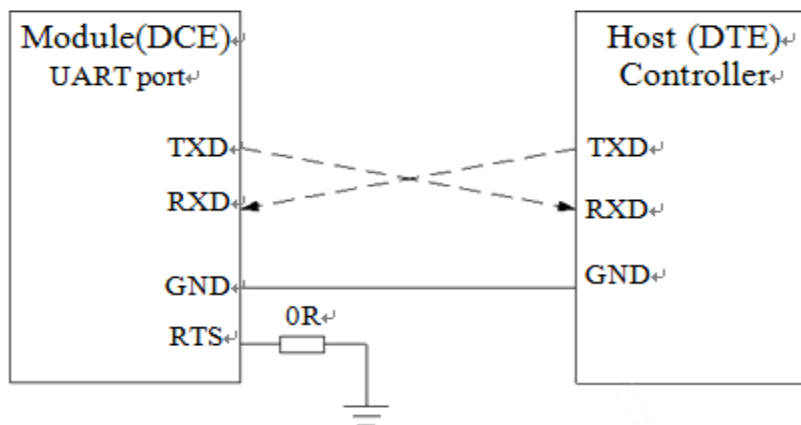 Module(DCE)↵
UART port↵
TXD↵
RXD↵
GND↵
RTS↵
0R↵
Host (DTE)↵
Controller↵
TXD↵
RXD↵
GND↵